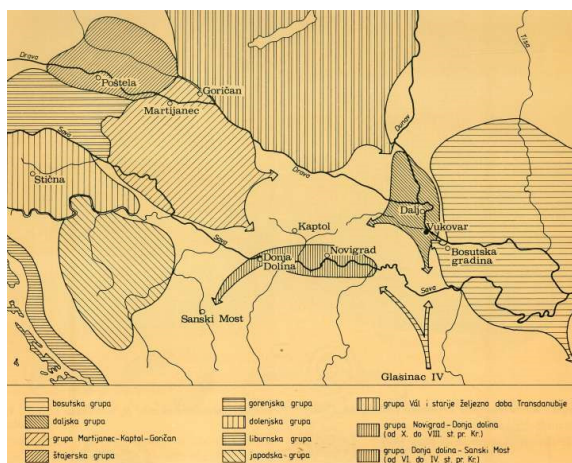 Drava
Poštela
Goričan
Martijanec
Tisa
Dunav
Sava
Stična
Drava
Dalj
Vukovar
Kaptol
Bosutska
gradina
Sava
Donja
Dolina
Novigrad
Sava
Sanski Most
Glasinac IV
bosutska grupa
daljska grupa
grupa Martijanec-Kaptol-Goričan
štajerska grupa
gorenjska grupa
dolenjska grupa
liburnska grupa
japodska grupa
grupa Vál i starije željezno doba Transdanubije
grupa Novigrad-Donja dolina
(od X. do VIII. st. pr. Kr.)
grupa Donja dolina-Sanski Most
(od VI. do IV. st. pr. Kr.)